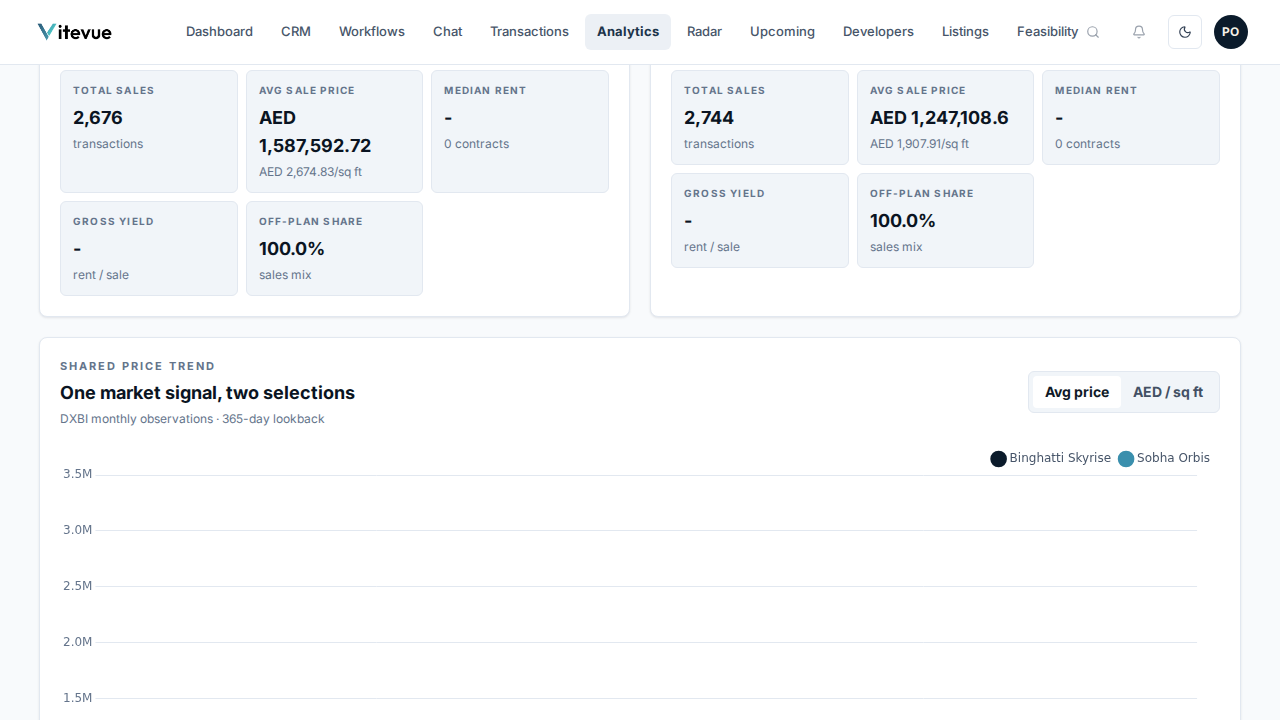 Vitevue
Dashboard
CRM
Workflows
Chat
Transactions
Analytics
Radar
Upcoming
Developers
Listings
Feasibility
PO
TOTAL SALES
2,676
transactions
AVG SALE PRICE
AED
1,587,592.72
AED 2,674.83/sq ft
MEDIAN RENT
-
0 contracts
GROSS YIELD
-
rent / sale
OFF-PLAN SHARE
100.0%
sales mix
TOTAL SALES
2,744
transactions
AVG SALE PRICE
AED 1,247,108.6
AED 1,907.91/sq ft
MEDIAN RENT
-
0 contracts
GROSS YIELD
-
rent / sale
OFF-PLAN SHARE
100.0%
sales mix
SHARED PRICE TREND
One market signal, two selections
DXBI monthly observations · 365-day lookback
Avg price
AED / sq ft
Binghatti Skyrise
Sobha Orbis
3.5M
3.0M
2.5M
2.0M
1.5M